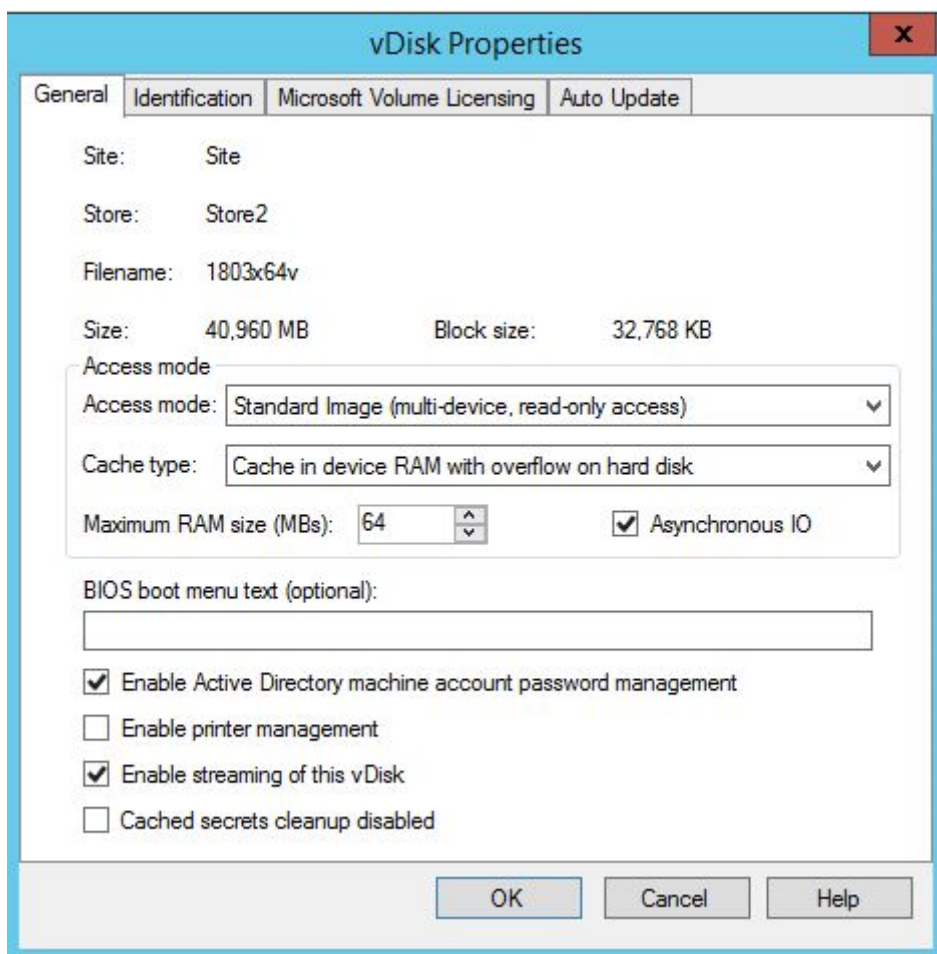 vDisk Properties
x
General Identification Microsoft Volume Licensing Auto Update
Site: Site
Store: Store2
Filename: 1803x64v
Size: 40,960 MB Block size: 32,768 KB
Access mode
Access mode: Standard Image (multi-device, read-only access)
Cache type: Cache in device RAM with overflow on hard disk
Maximum RAM size (MBs): 64 Asynchronous IO
BIOS boot menu text (optional):
Enable Active Directory machine account password management
Enable printer management
Enable streaming of this vDisk
Cached secrets cleanup disabled
OK Cancel Help